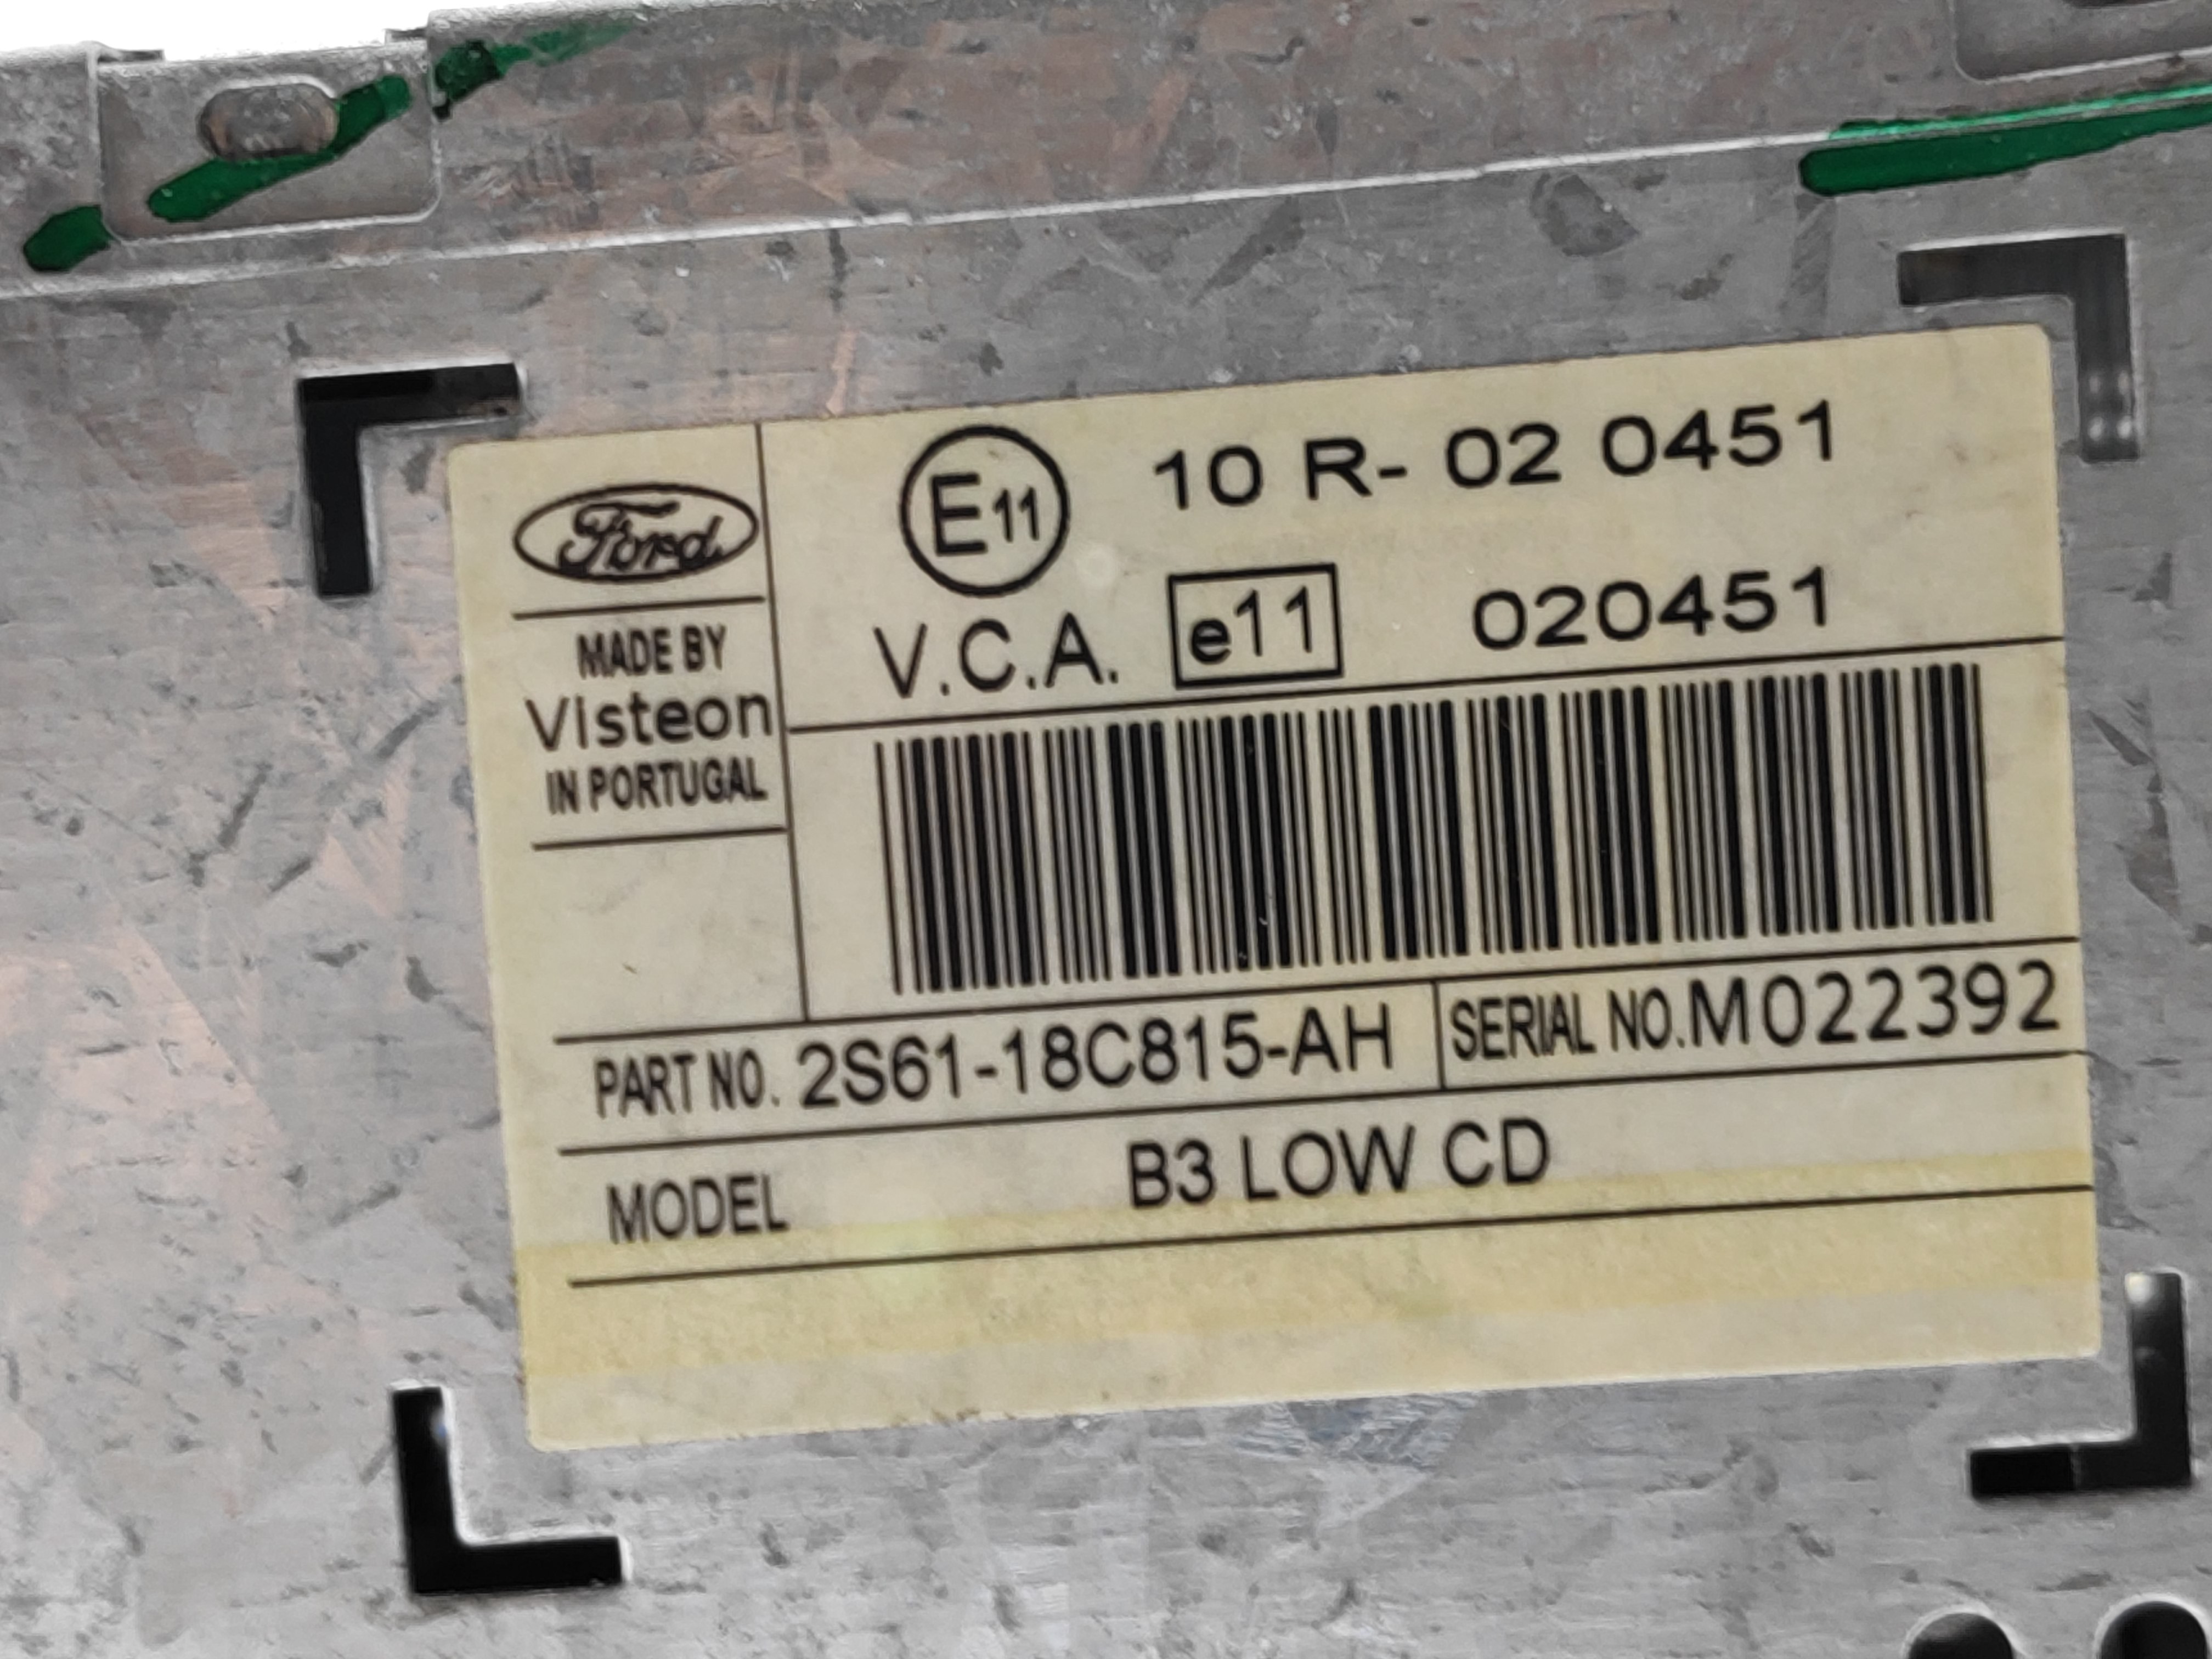 Ford
MADE BY
VIsteon
IN PORTUGAL
E11
10 R- 02 0451
V.C.A. e11 020451
PART NO. 2S61-18C815-AH
SERIAL NO. M022392
MODEL B3 LOW CD